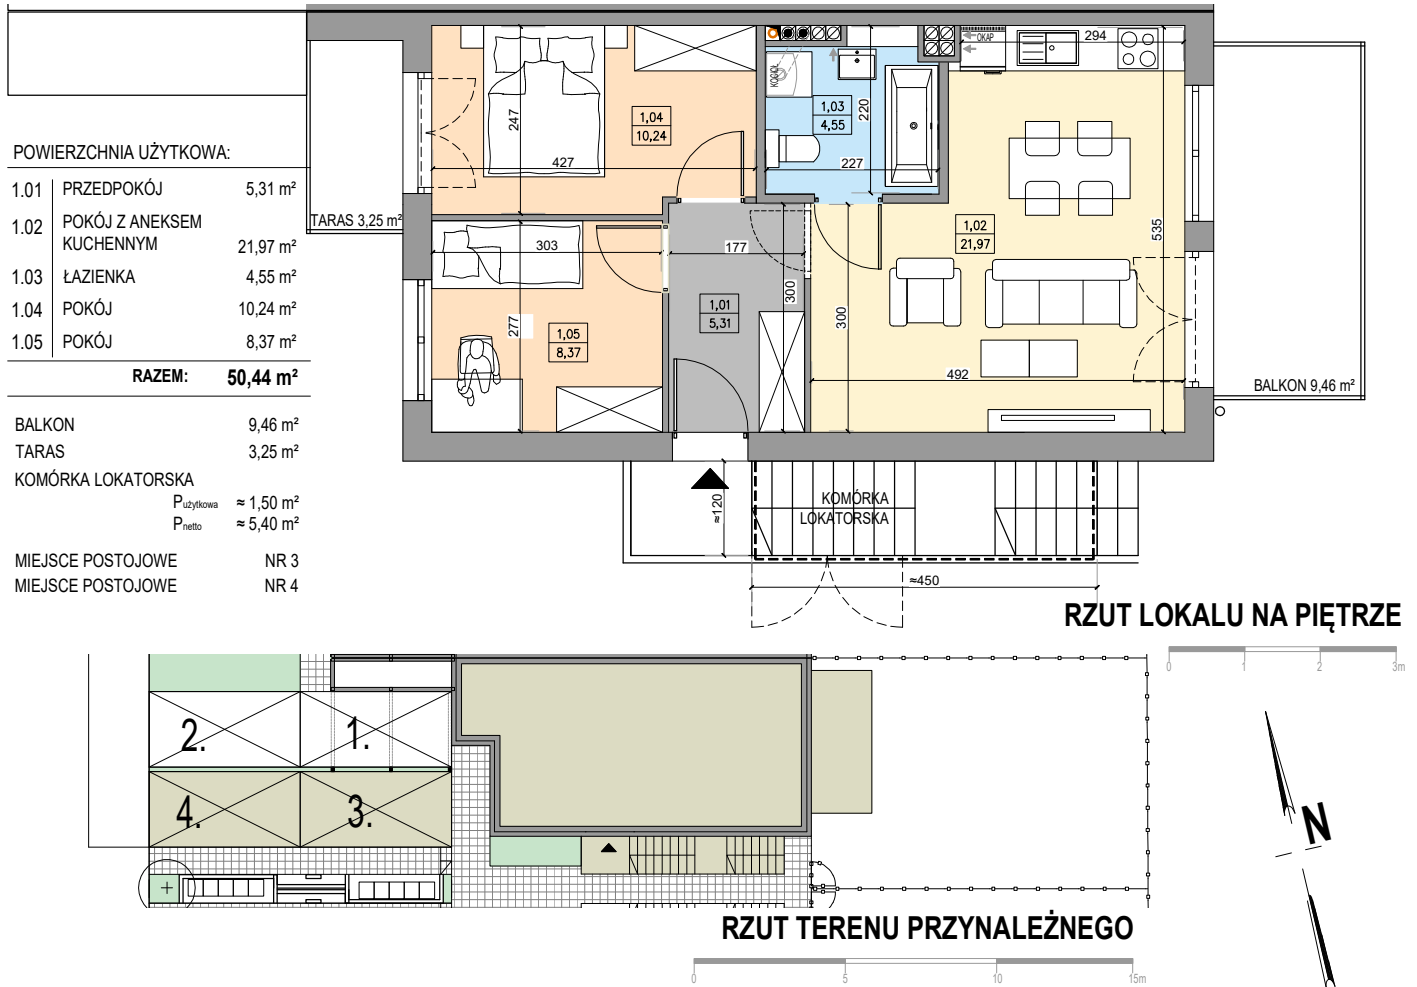 POWIERZCHNIA UŻYTKOWA:
1.01 PRZEDPOKÓJ 5,31 m²
1.02 POKÓJ Z ANEKSEM
KUCHENNYM 21,97 m²
1.03 ŁAZIENKA 4,55 m²
1.04 POKÓJ 10,24 m²
1.05 POKÓJ 8,37 m²
RAZEM: 50,44 m²
BALKON 9,46 m²
TARAS 3,25 m²
KOMÓRKA LOKATORSKA
Pużytkowa ≈ 1,50 m²
Pnetto ≈ 5,40 m²
MIEJSCE POSTOJOWE NR 3
MIEJSCE POSTOJOWE NR 4
TARAS 3,25 m²
247
427
1,04
10,24
KOCIOŁ
1,03
4,55
220
227
OKAP
294
535
1,02
21,97
303
277
1,05
8,37
177
300
1,01
5,31
300
492
BALKON 9,46 m²
≈120
KOMÓRKA
LOKATORSKA
≈450
RZUT LOKALU NA PIĘTRZE
0 1 2 3m
2. 1.
4. 3.
N
RZUT TERENU PRZYNALEŻNEGO
0 5 10 15m